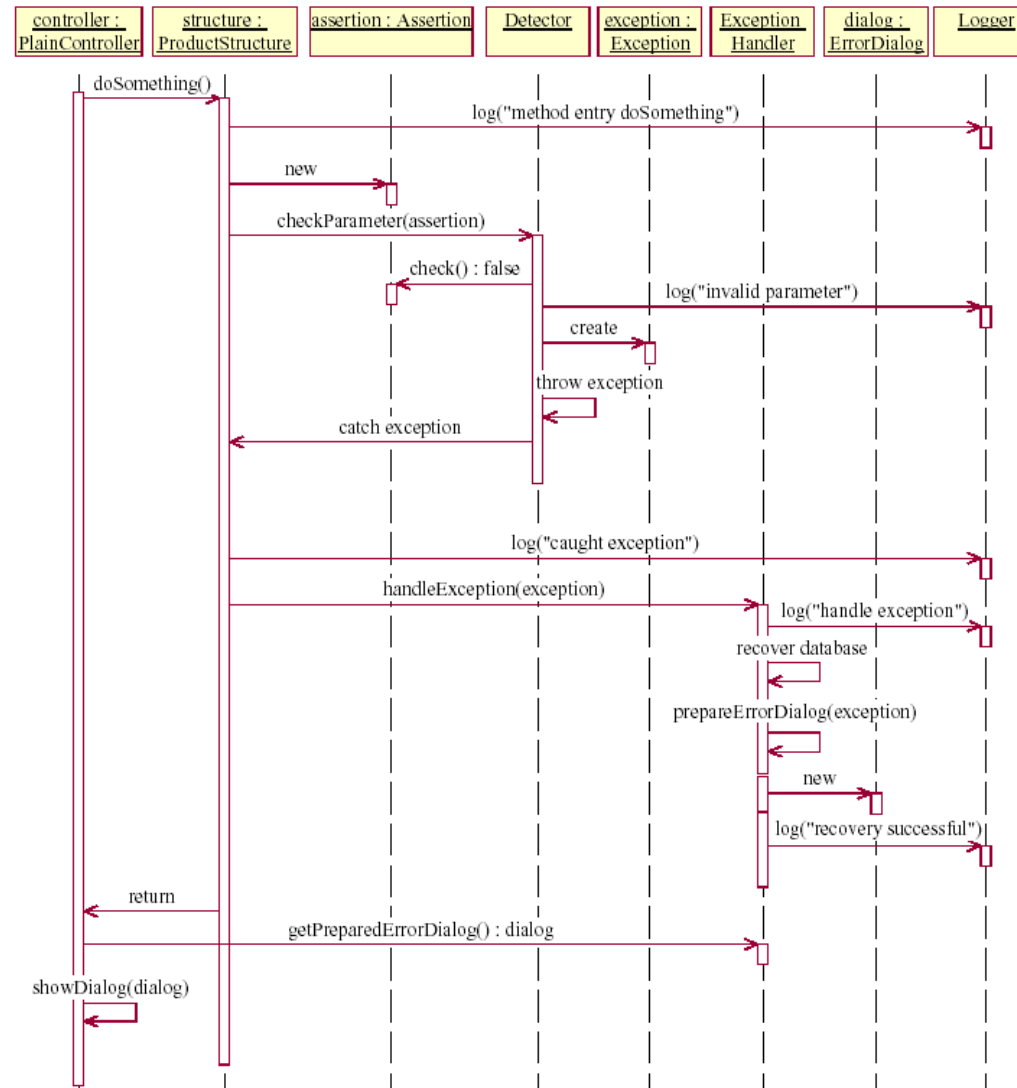 controller :
PlainController
structure :
ProductStructure
assertion : Assertion
Detector
exception :
Exception
Exception
Handler
dialog :
ErrorDialog
Logger
doSomething()
log("method entry doSomething")
new
checkParameter(assertion)
check() : false
log("invalid parameter")
create
throw exception
catch exception
log("caught exception")
handleException(exception)
log("handle exception")
recover database
prepareErrorDialog(exception)
new
log("recovery successful")
return
getPreparedErrorDialog() : dialog
showDialog(dialog)